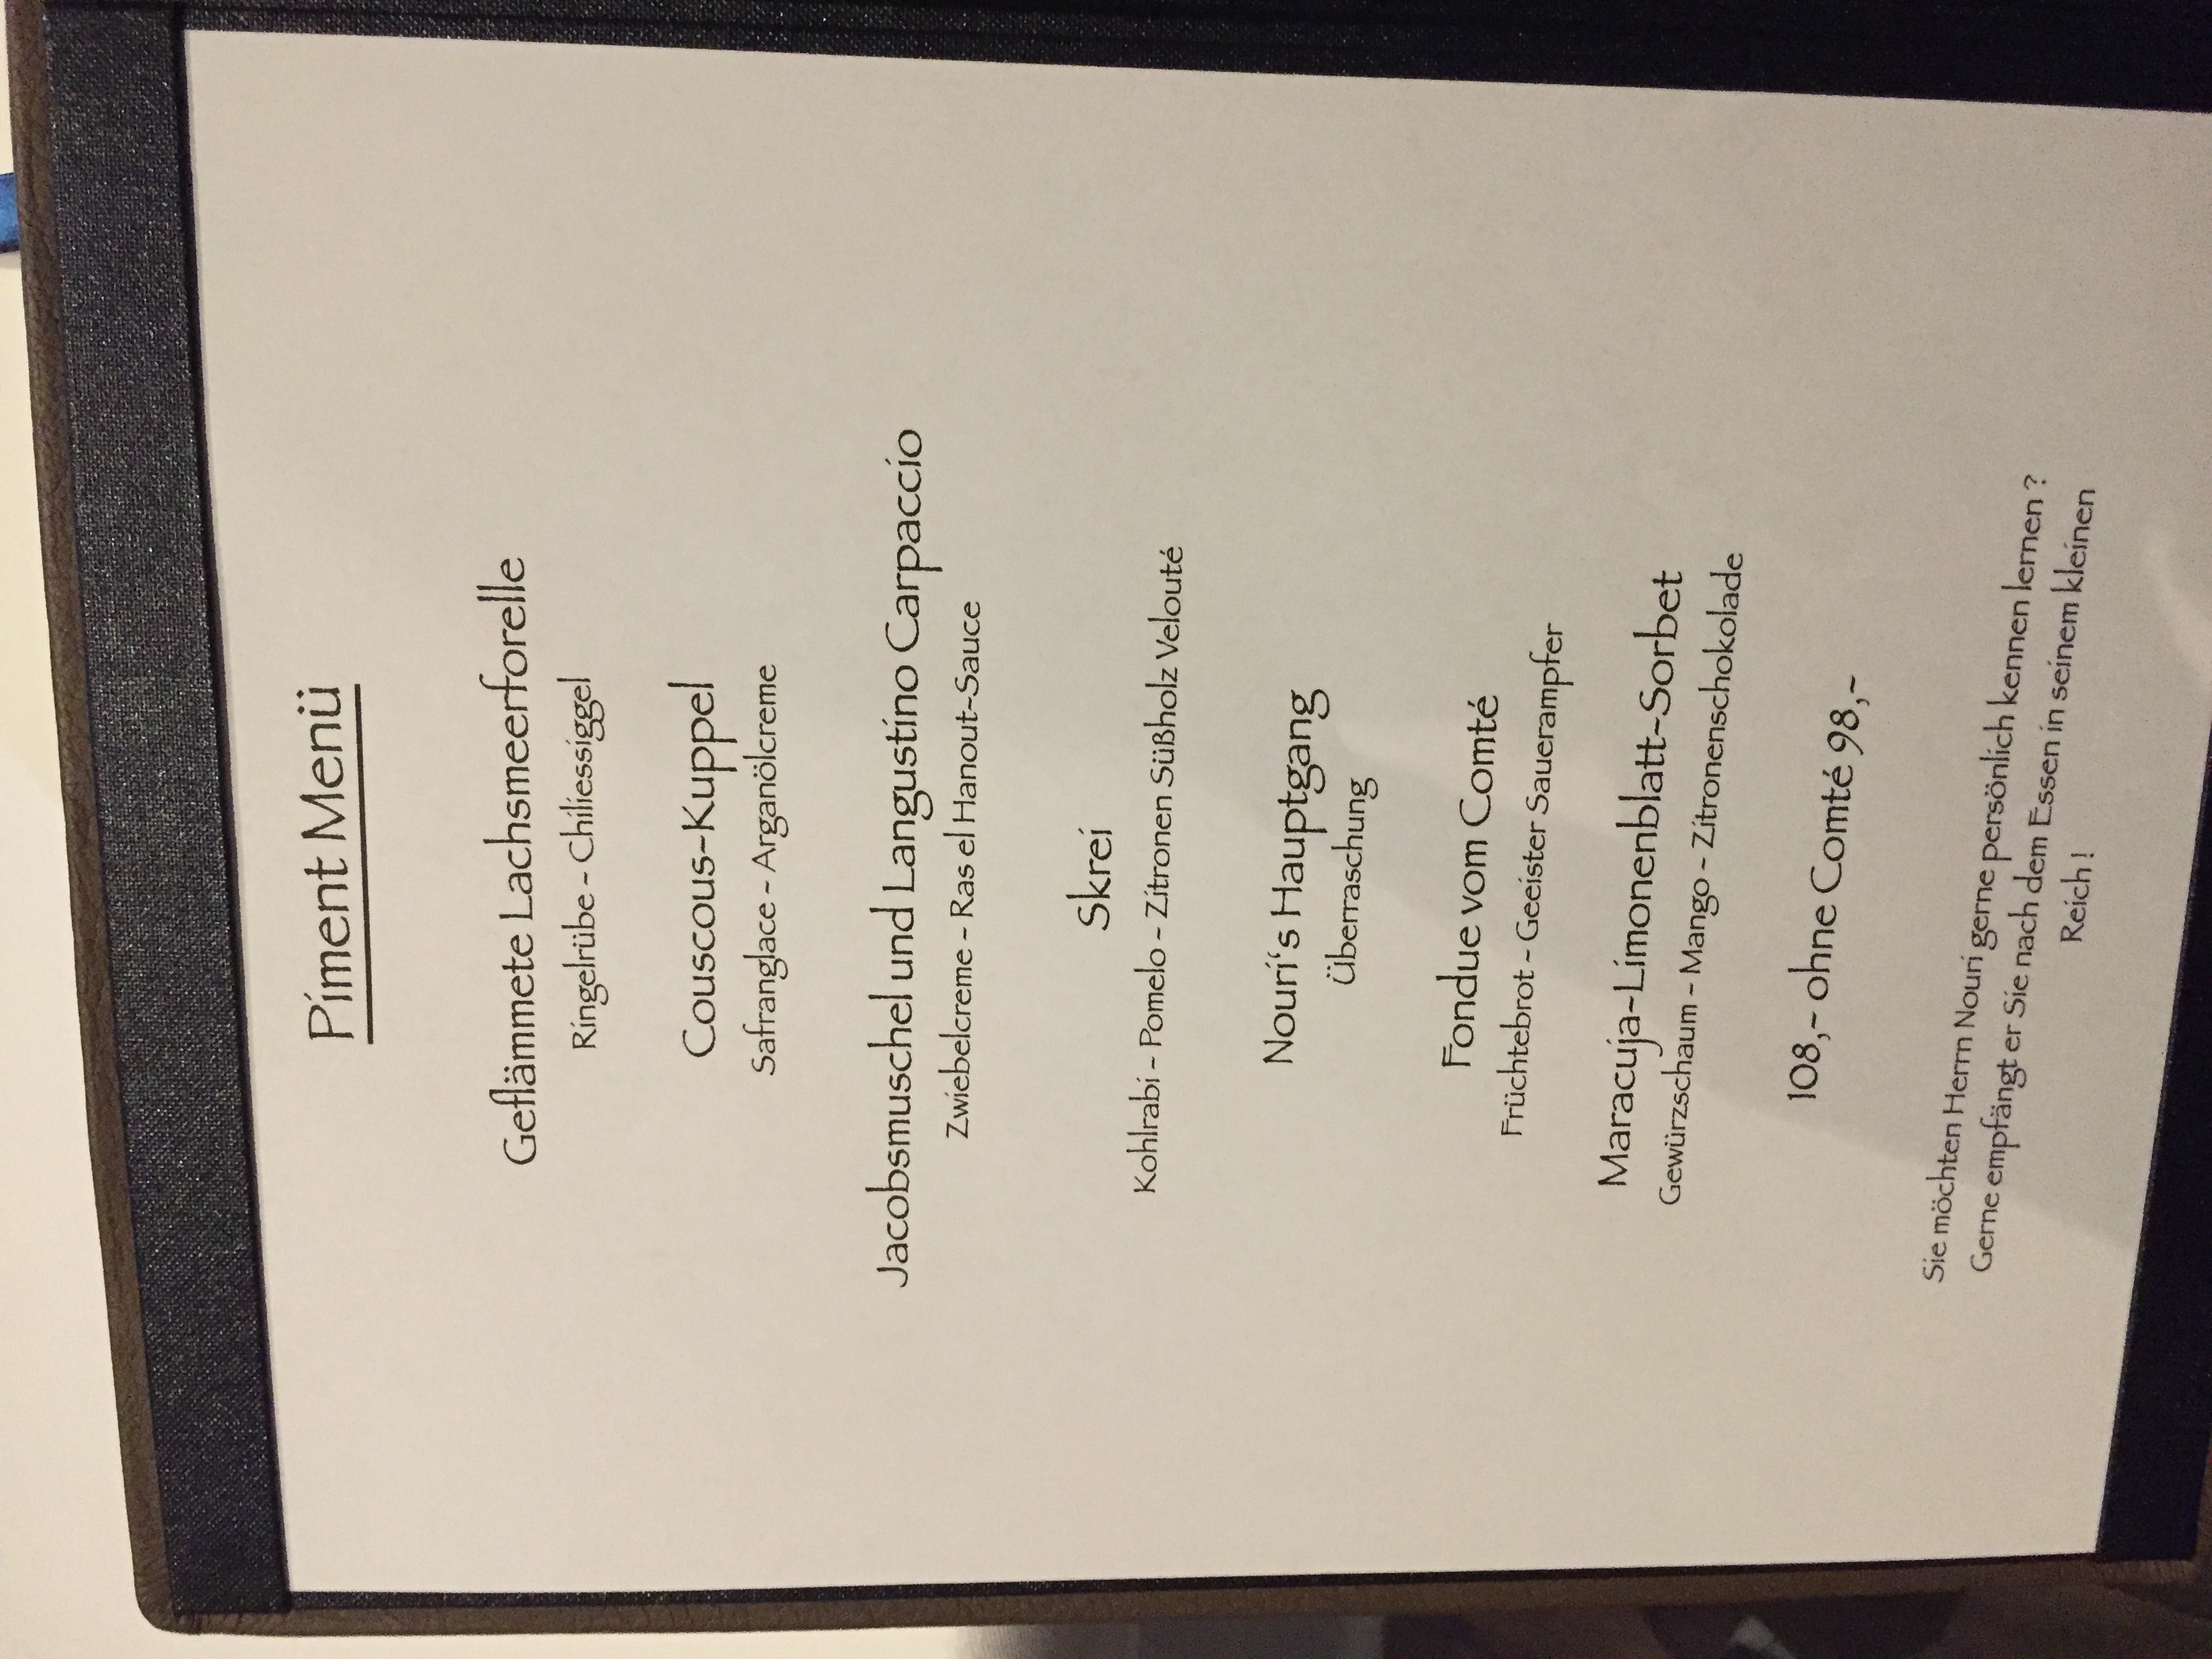 Piment Menü
Geflämmete Lachsmeerforelle
Ringelrübe - Chiliessiggel
Couscous-Kuppel
Safranglace - Arganölcreme
Jacobsmuschel und Langustino Carpaccio
Zwiebelcreme - Ras el Hanout-Sauce
Skrei
Kohlrabi - Pomelo - Zitronen Süßholz Velouté
Nouri‘s Hauptgang
Überraschung
Fondue vom Comté
Früchtebrot - Geeister Sauerampfer
Maracuja-Limonenblatt-Sorbet
Gewürzschaum - Mango - Zitronenschokolade
108,- ohne Comté 98,-
Sie möchten Herrn Nouri gerne persönlich kennen lernen ?
Gerne empfängt er Sie nach dem Essen in seinem kleinen
Reich !